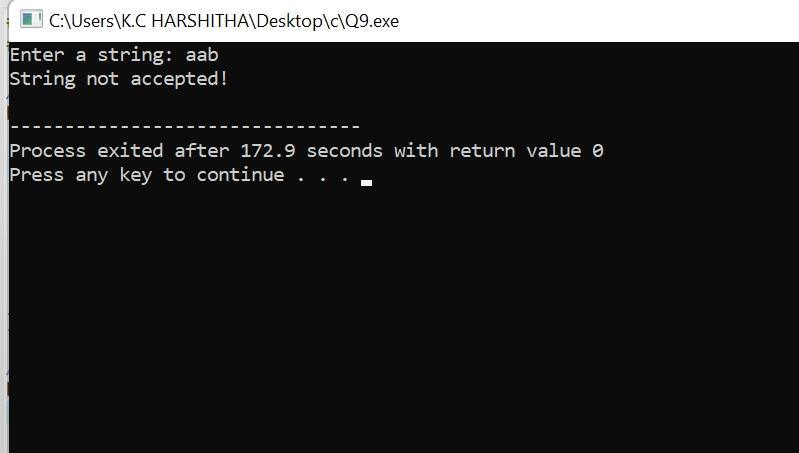 C:\Users\K.C HARSHITHA\Desktop\c\Q9.exe
Enter a string: aab
String not accepted!
--------------------------------
Process exited after 172.9 seconds with return value 0
Press any key to continue . . .